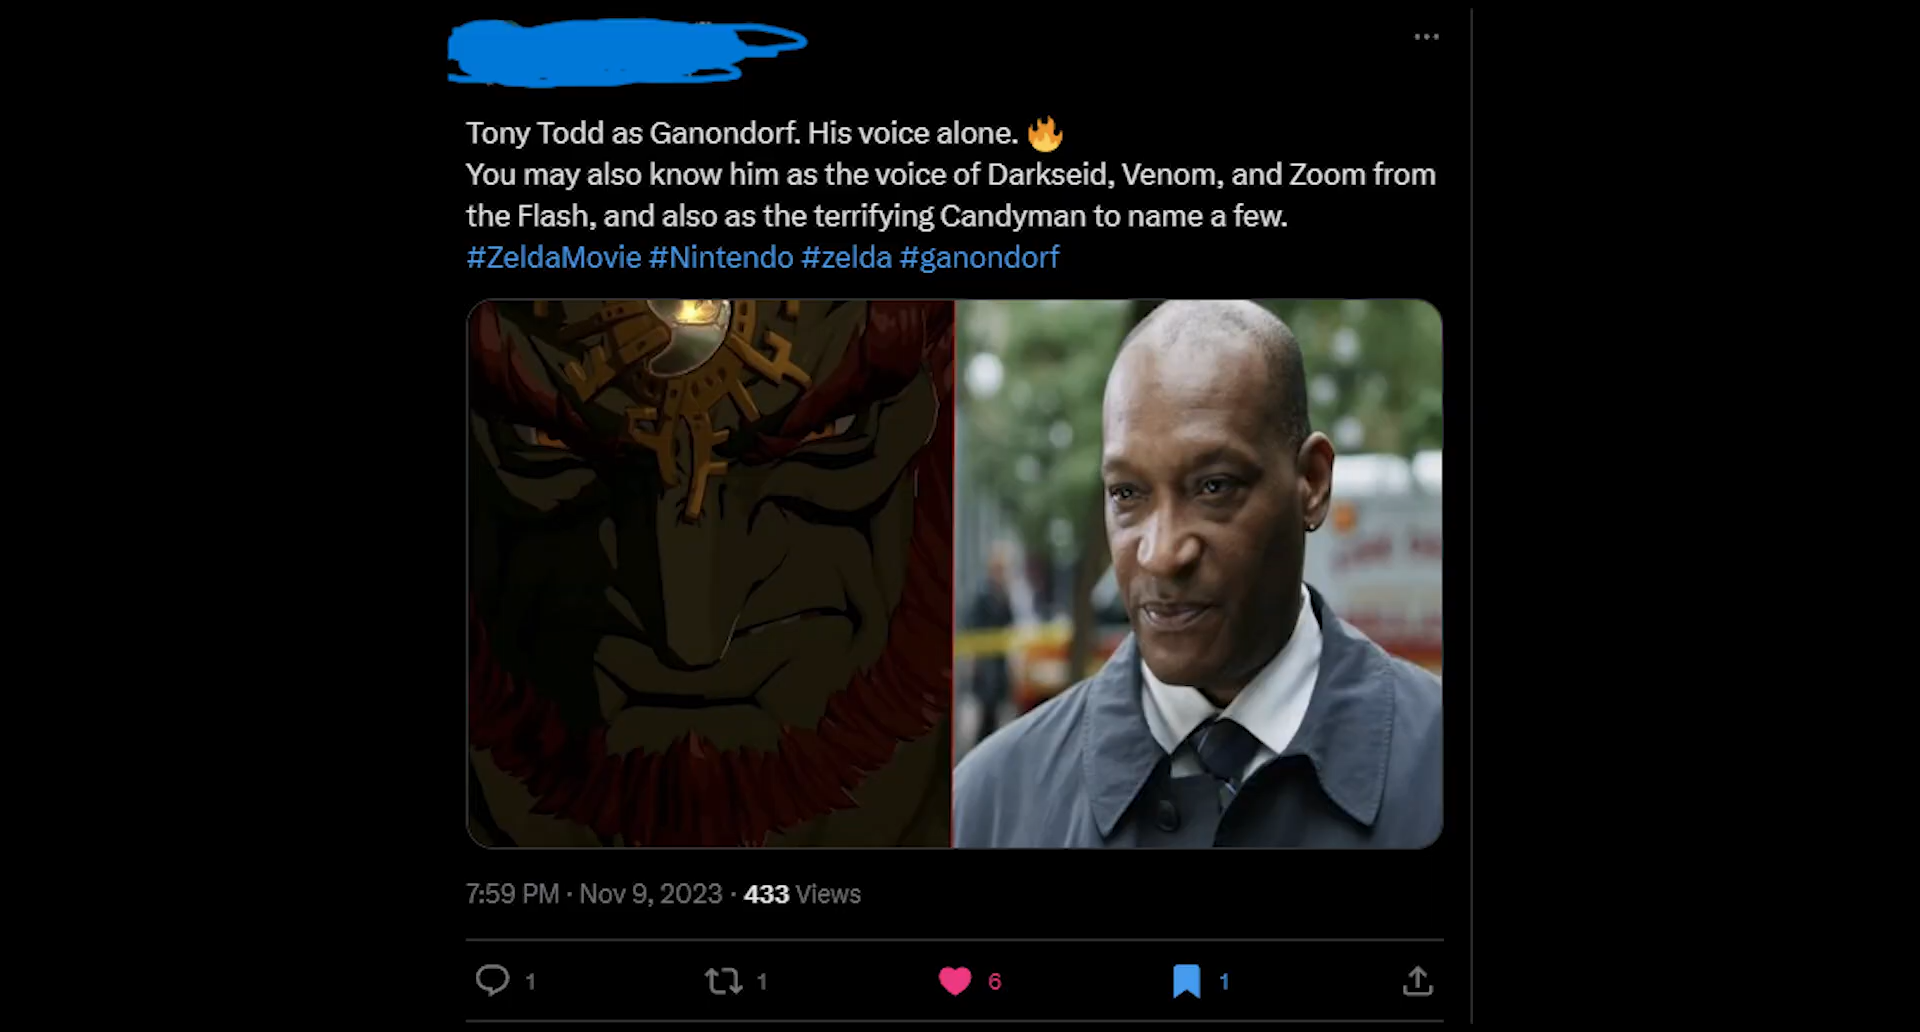 Tony Todd as Ganondorf. His voice alone. 🔥
You may also know him as the voice of Darkseid, Venom, and Zoom from
the Flash, and also as the terrifying Candyman to name a few.
#ZeldaMovie #Nintendo #zelda #ganondorf
7:59 PM · Nov 9, 2023 · 433 Views
1 1 6 1